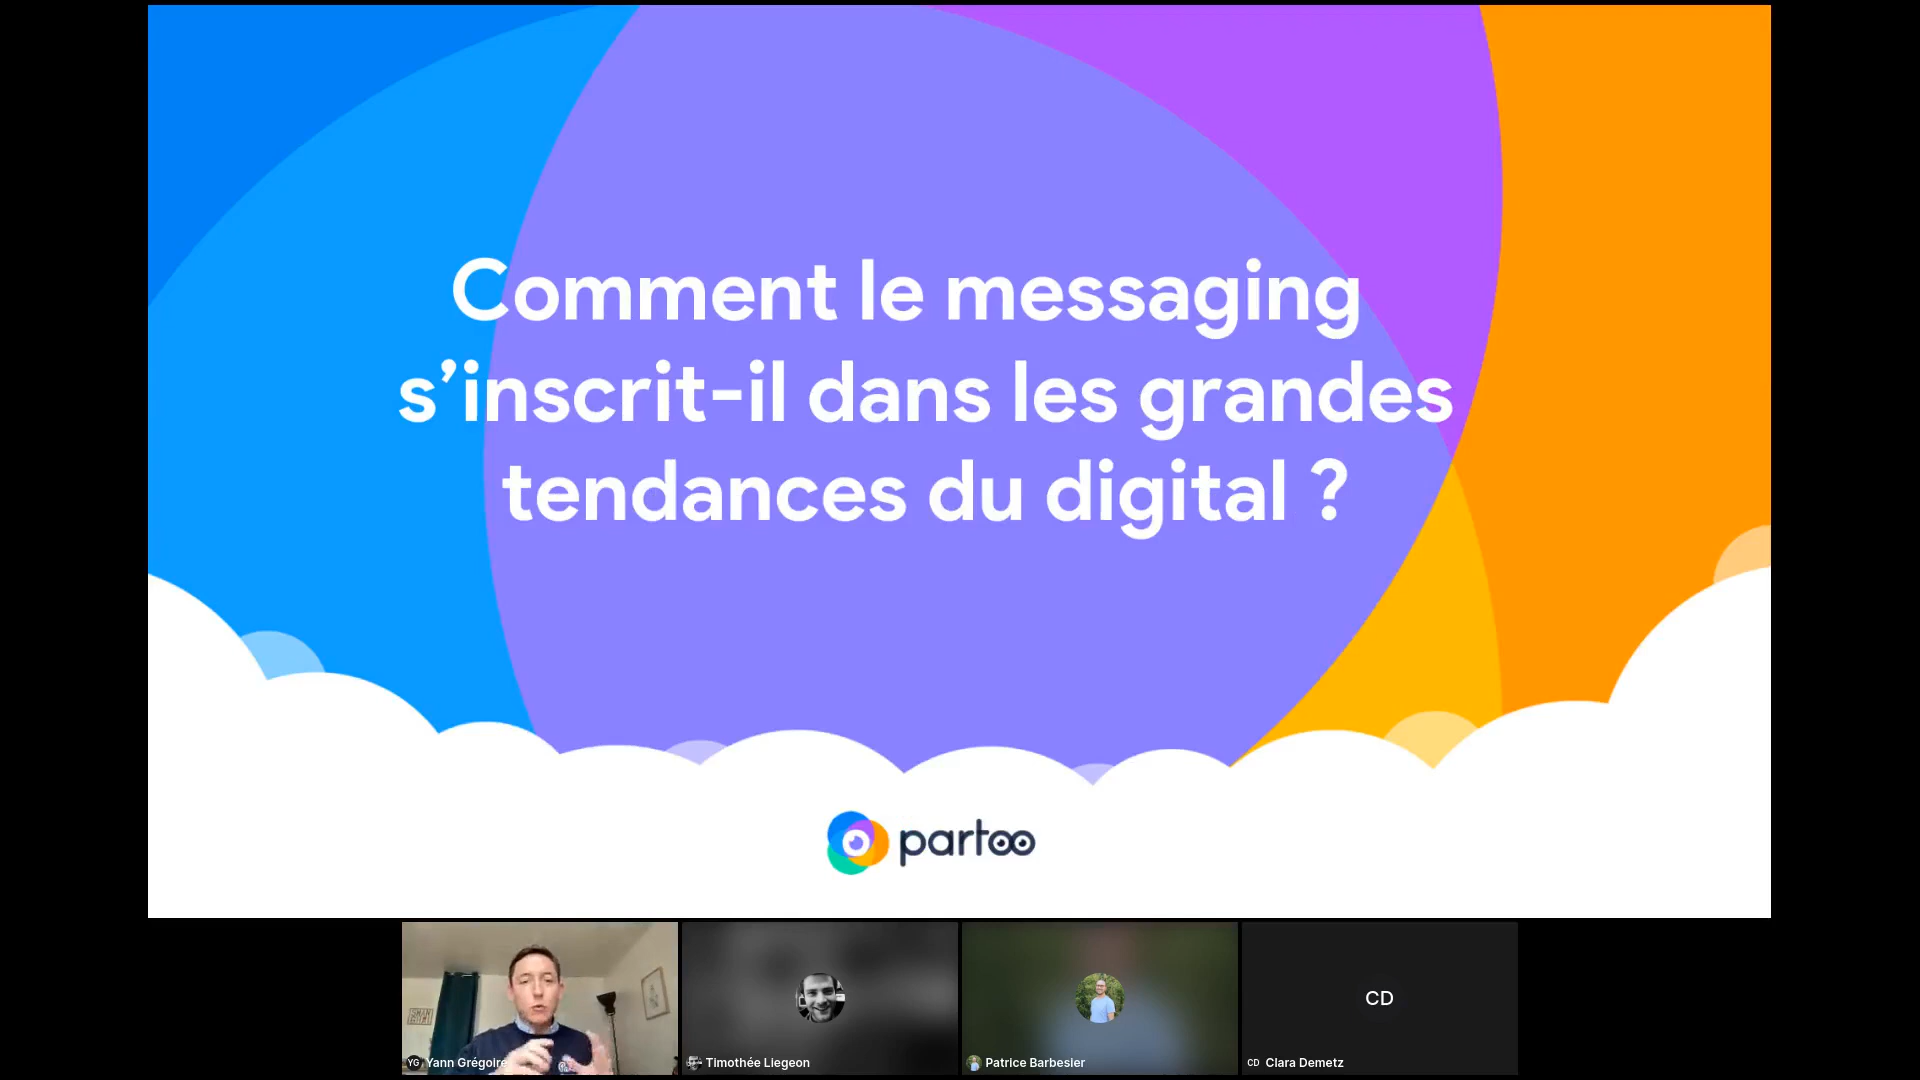 Comment le messaging
s’inscrit-il dans les grandes
tendances du digital ?
partoo
YG Yann Grégoire
Timothée Liegeon
Patrice Barbesier
CD
CD Clara Demetz